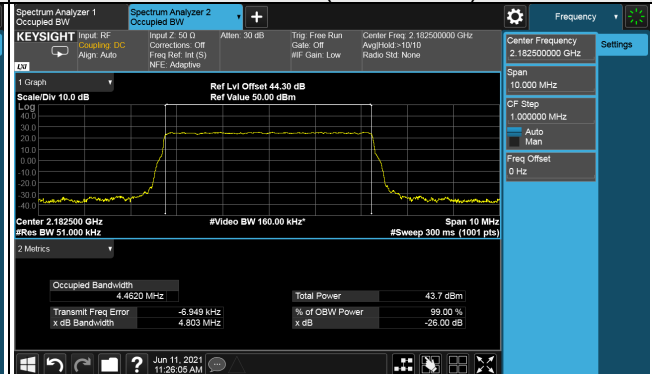 Spectrum Analyzer 1
Occupied BW
Spectrum Analyzer 2
Occupied BW
Frequency
KEYSIGHT
Input: RF
Coupling: DC
Align: Auto
Input Z: 50 Ω
Corrections: Off
Freq Ref: Int (S)
NFE: Adaptive
Atten: 30 dB
Trig: Free Run
Gate: Off
#IF Gain: Low
Center Freq: 2.182500000 GHz
Avg|Hold:>10/10
Radio Std: None
LXI
Center Frequency
2.182500000 GHz
Settings
Span
10.000 MHz
CF Step
1.000000 MHz
Auto
Man
Freq Offset
0 Hz
1 Graph
Scale/Div 10.0 dB
Ref Lvl Offset 44.30 dB
Ref Value 50.00 dBm
Log
40.0
30.0
20.0
10.0
0.00
-10.0
-20.0
-30.0
-40.0
Center 2.182500 GHz
#Res BW 51.000 kHz
#Video BW 160.00 kHz*
Span 10 MHz
#Sweep 300 ms (1001 pts)
2 Metrics
Occupied Bandwidth
4.4620 MHz
Total Power 43.7 dBm
Transmit Freq Error -6.949 kHz
% of OBW Power 99.00 %
x dB Bandwidth 4.803 MHz
x dB -26.00 dB
Jun 11, 2021
11:26:05 AM